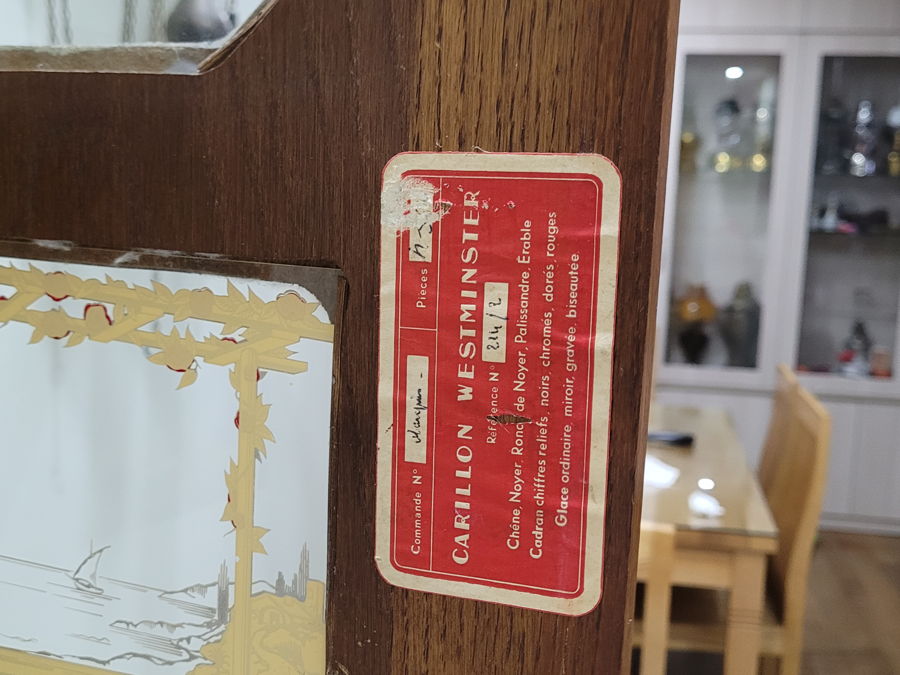 Commande N° Pièces
CARILLON WESTMINSTER
Référence N° 214/2
Chêne, Noyer, Ronce de Noyer, Palissandre, Erable
Cadran chiffres reliefs, noirs, chromés, dorés, rouges
Glace ordinaire, miroir, gravée, biseautée.